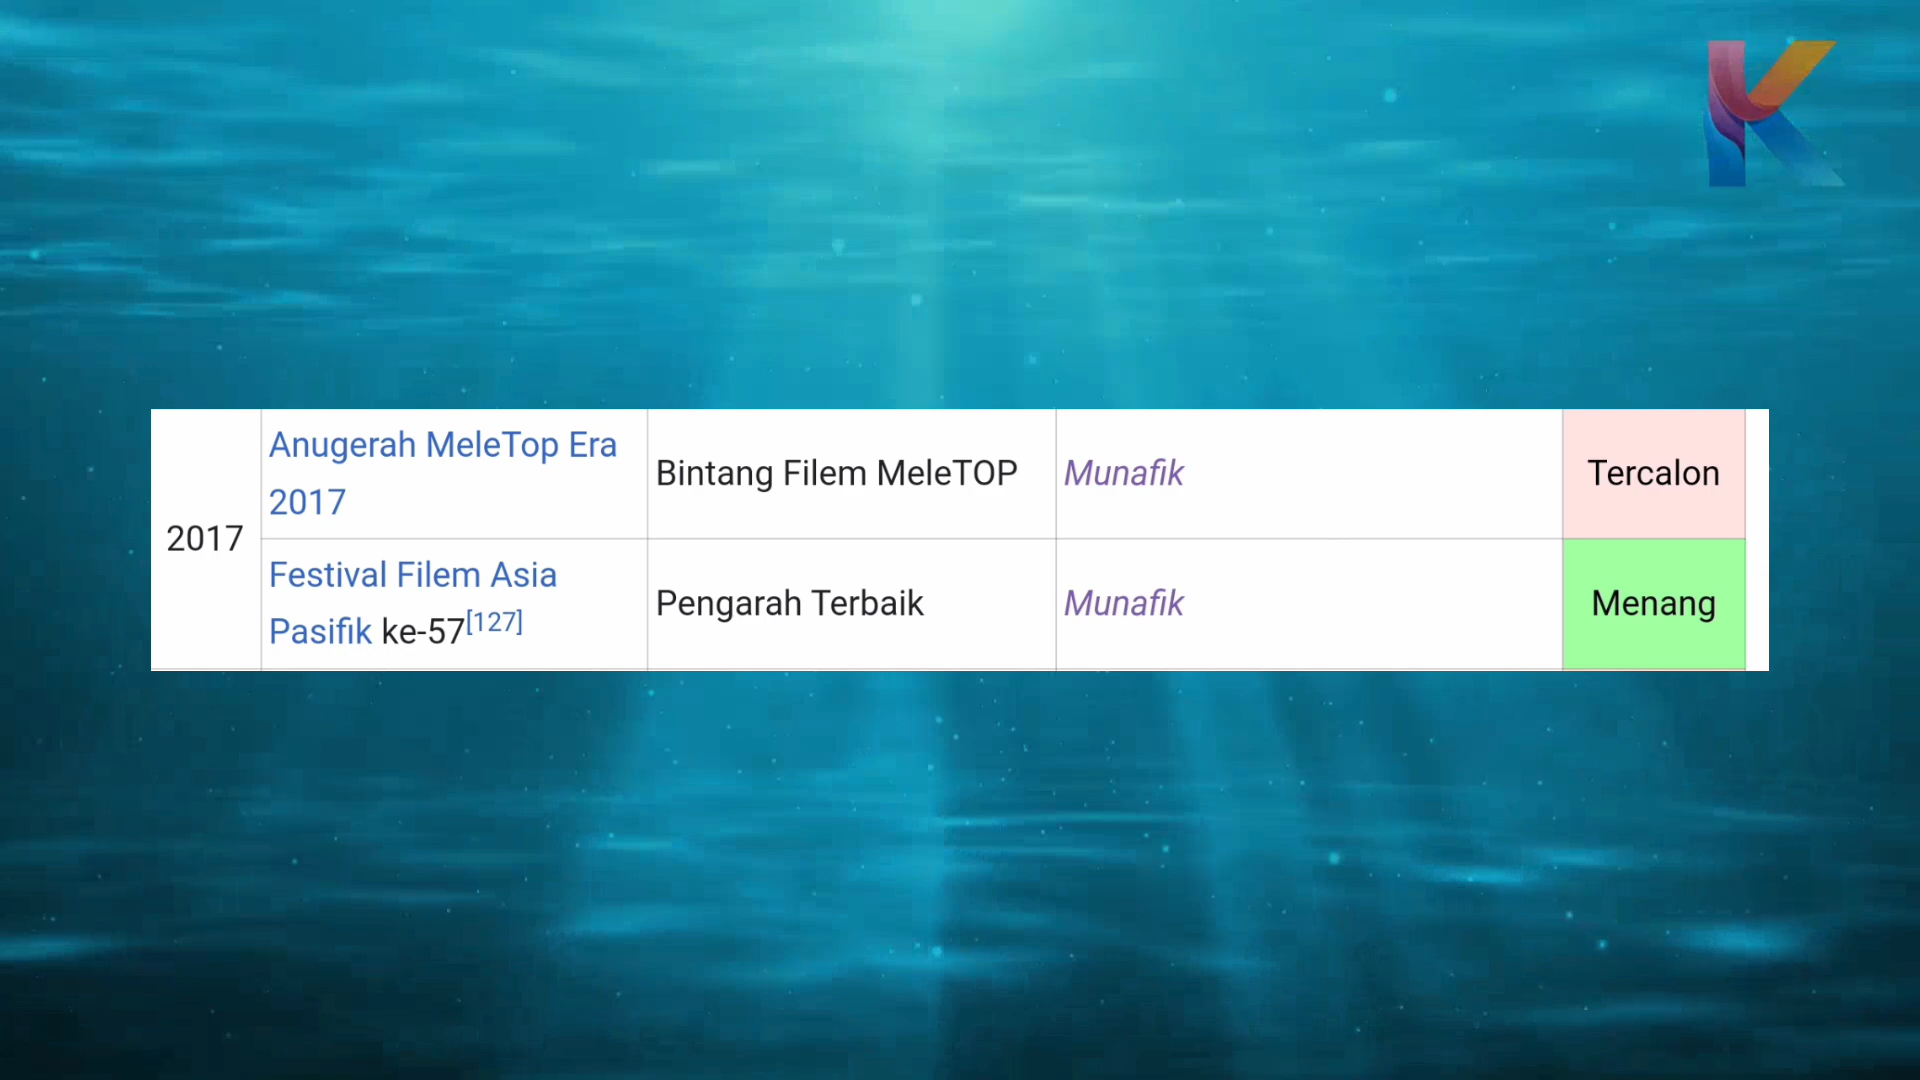 2017
Anugerah MeleTop Era
2017
Bintang Filem MeleTOP
Munafik
Tercalon
Festival Filem Asia
Pasifik ke-57[127]
Pengarah Terbaik
Munafik
Menang
K